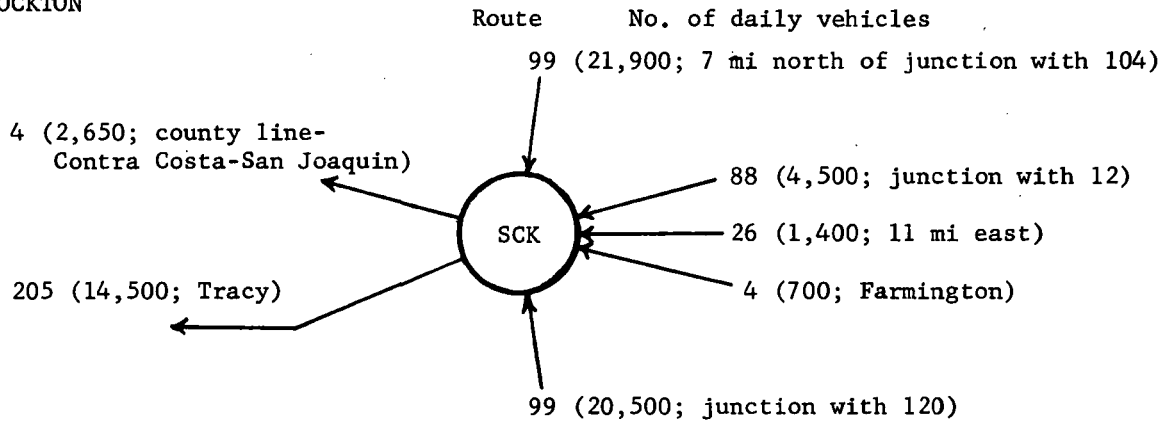 Route No. of daily vehicles
99 (21,900; 7 mi north of junction with 104)
4 (2,650; county line-
Contra Costa-San Joaquin)
88 (4,500; junction with 12)
SCK
26 (1,400; 11 mi east)
205 (14,500; Tracy)
4 (700; Farmington)
99 (20,500; junction with 120)